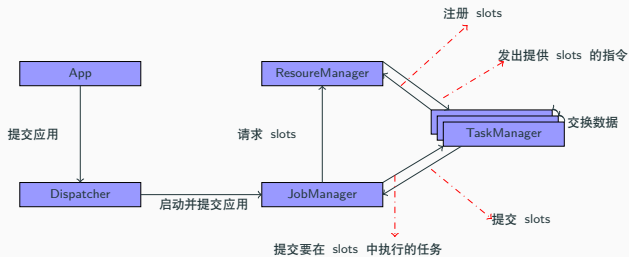 注册 slots
发出提供 slots 的指令
App
ResoureManager
交换数据
提交应用
请求 slots
TaskManager
Dispatcher
启动并提交应用
JobManager
提交 slots
提交要在 slots 中执行的任务